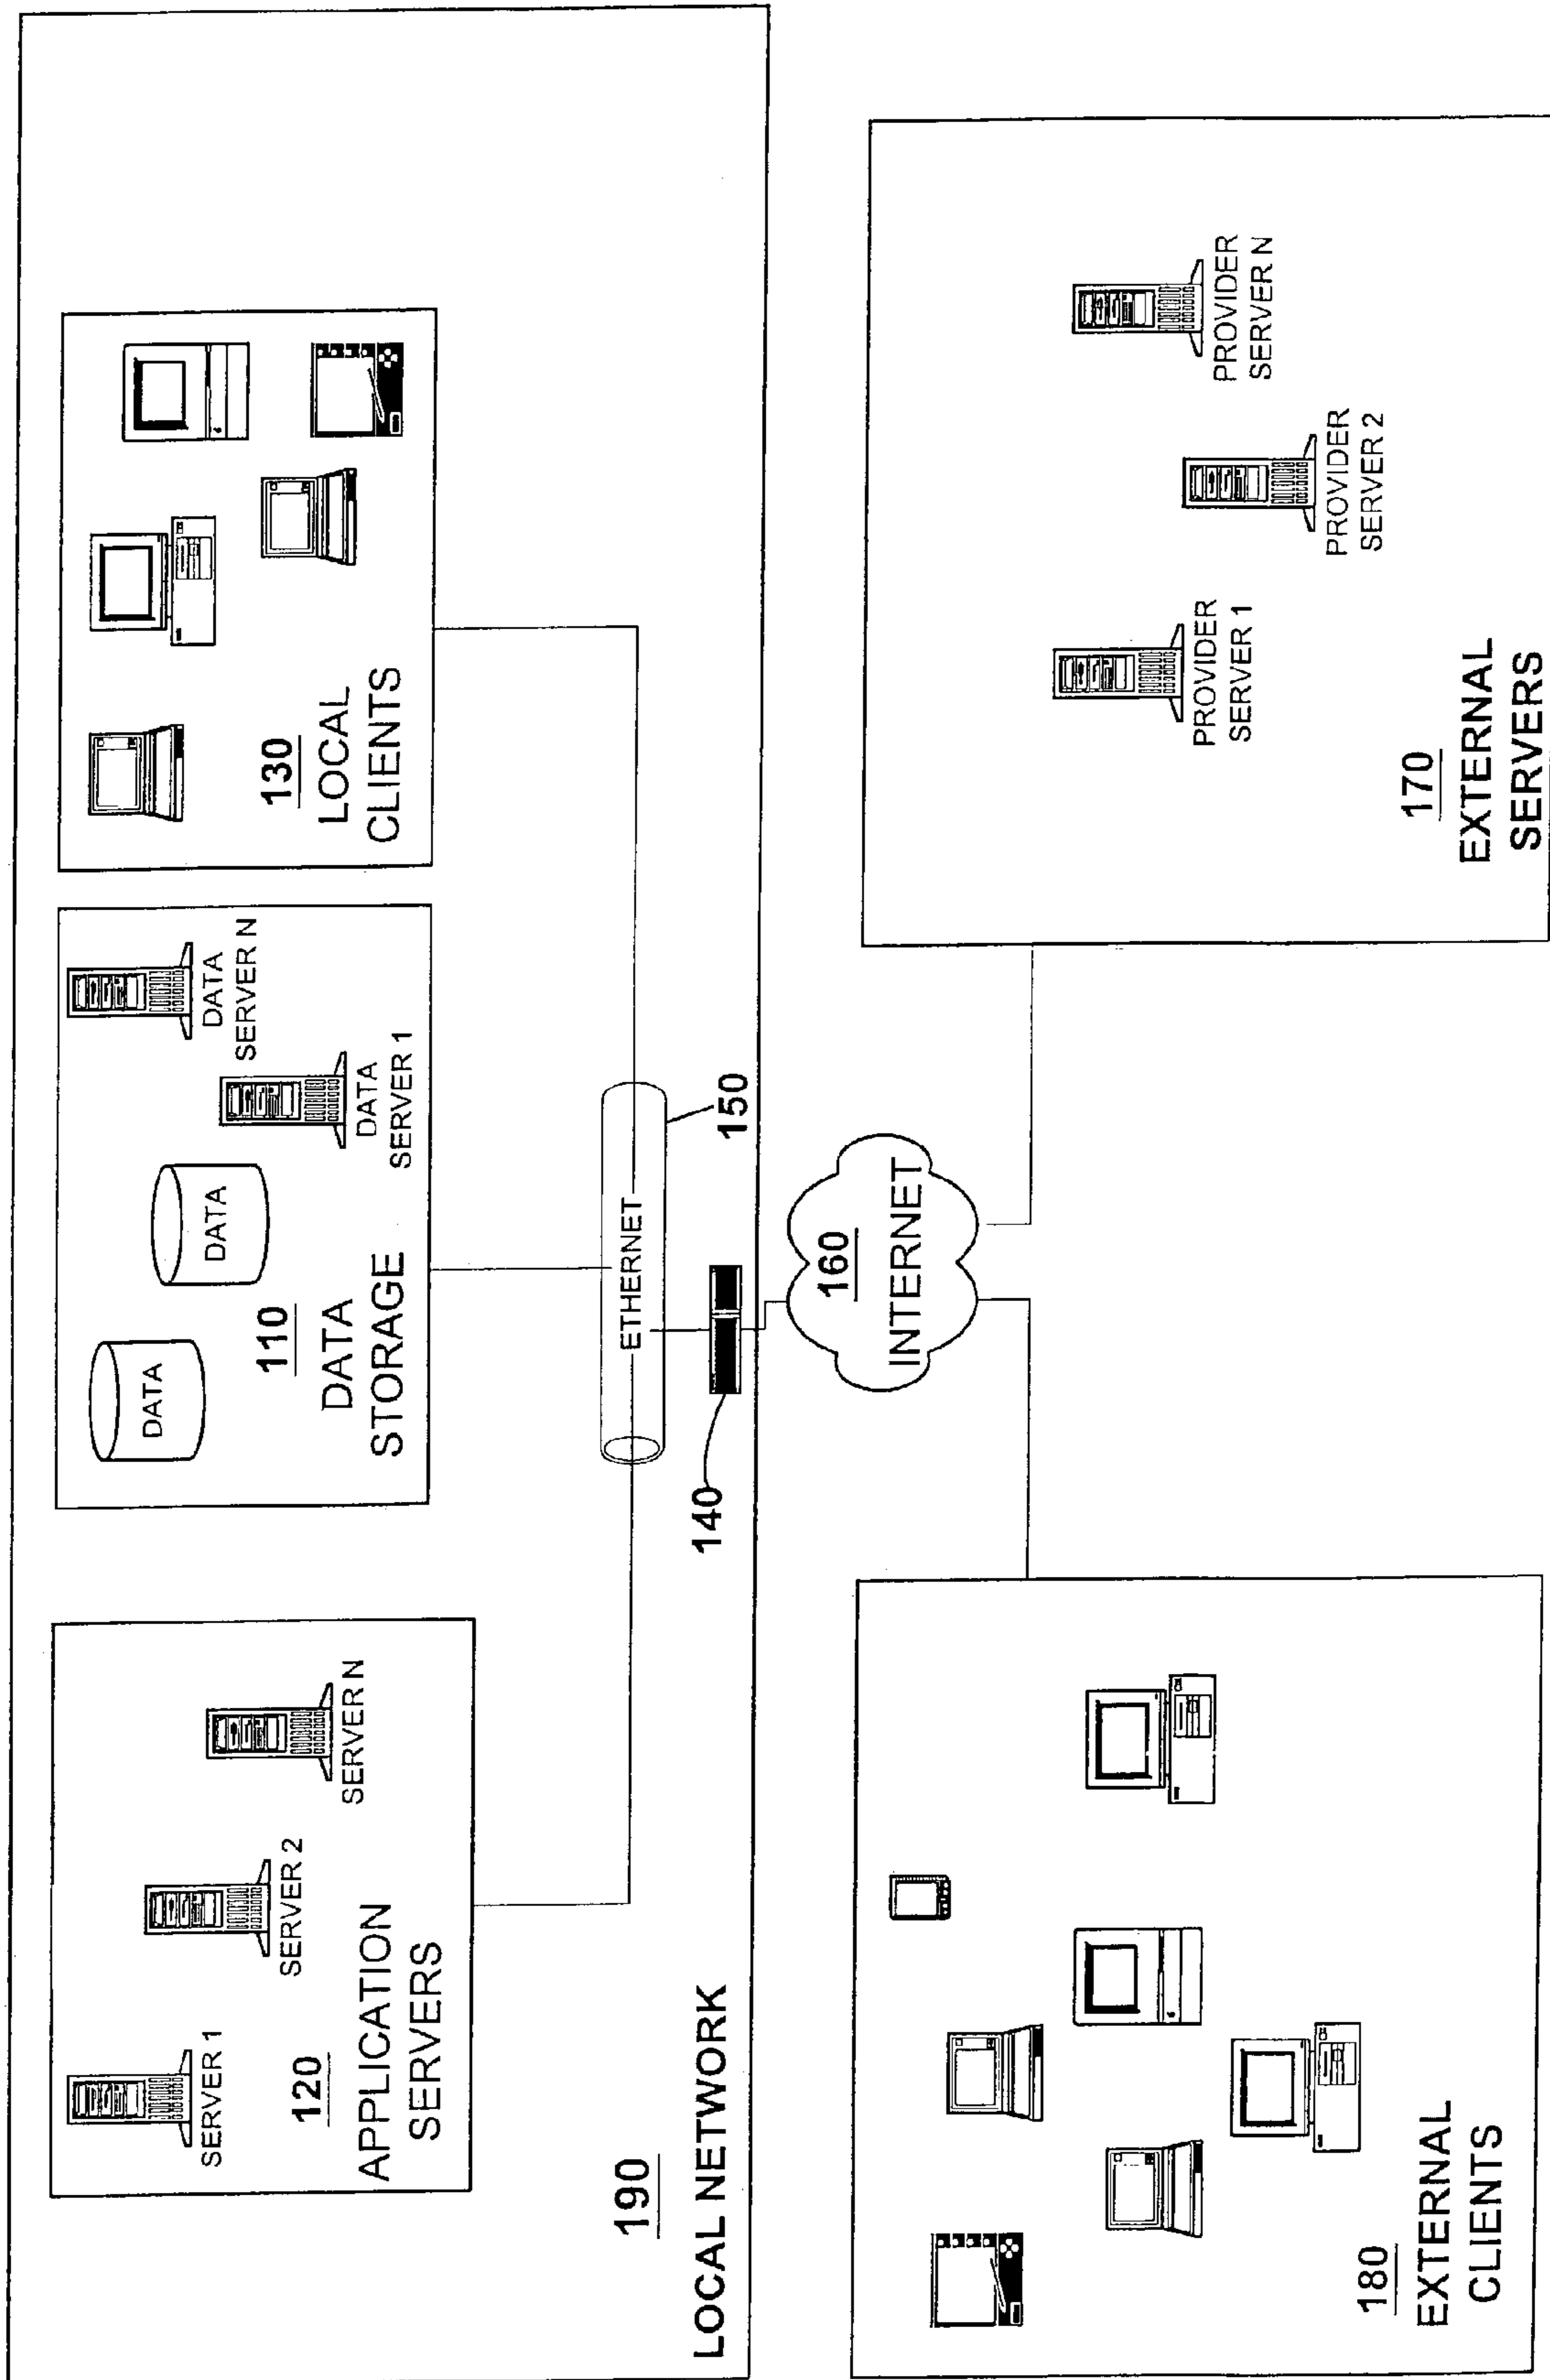 SERVER 1
SERVER 2
SERVER N
120
APPLICATION
SERVERS
DATA
DATA
110
DATA
STORAGE
DATA
SERVER 1
DATA
SERVER N
130
LOCAL
CLIENTS
190
LOCAL NETWORK
ETHERNET
140
150
160
INTERNET
180
EXTERNAL
CLIENTS
PROVIDER
SERVER 1
PROVIDER
SERVER 2
PROVIDER
SERVER N
170
EXTERNAL
SERVERS